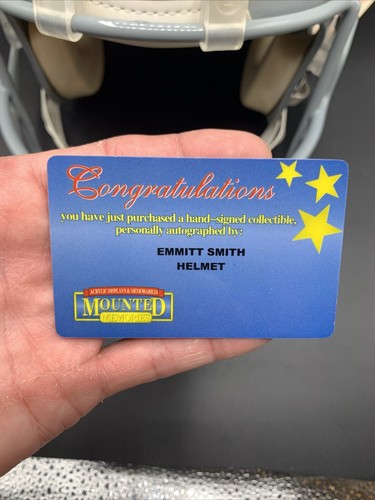 Congratulations
you have just purchased a hand-signed collectible,
personally autographed by:
EMMITT SMITH
HELMET
ACRYLIC DISPLAYS & MEMORABILIA
MOUNTED
MEMORIES